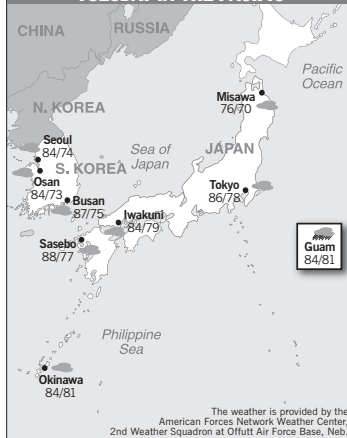 CHINA
RUSSIA
Pacific
Ocean
Misawa
76/70
N. KOREA
Seoul
84/74
Sea of
Japan
JAPAN
S. KOREA
Osan
84/73
Tokyo
86/78
Busan
87/75
Iwakuni
84/79
Sasebo
88/77
Guam
84/81
Philippine
Sea
Okinawa
84/81
The weather is provided by the
American Forces Network Weather Center,
2nd Weather Squadron at Offutt Air Force Base, Neb.